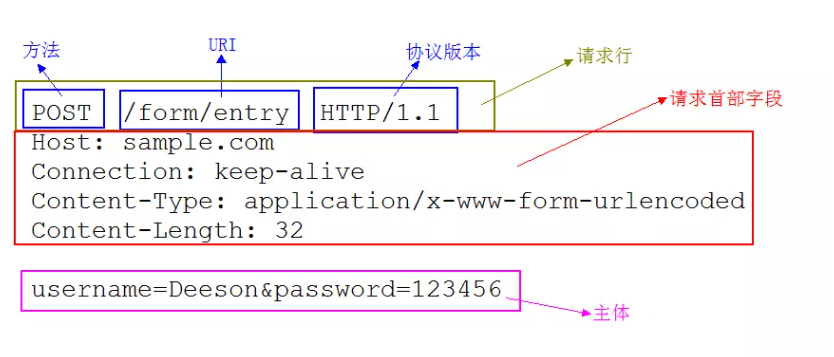 方法
URI
协议版本
请求行
POST /form/entry HTTP/1.1
请求首部字段
Host: sample.com
Connection: keep-alive
Content-Type: application/x-www-form-urlencoded
Content-Length: 32
username=Deeson&password=123456
主体